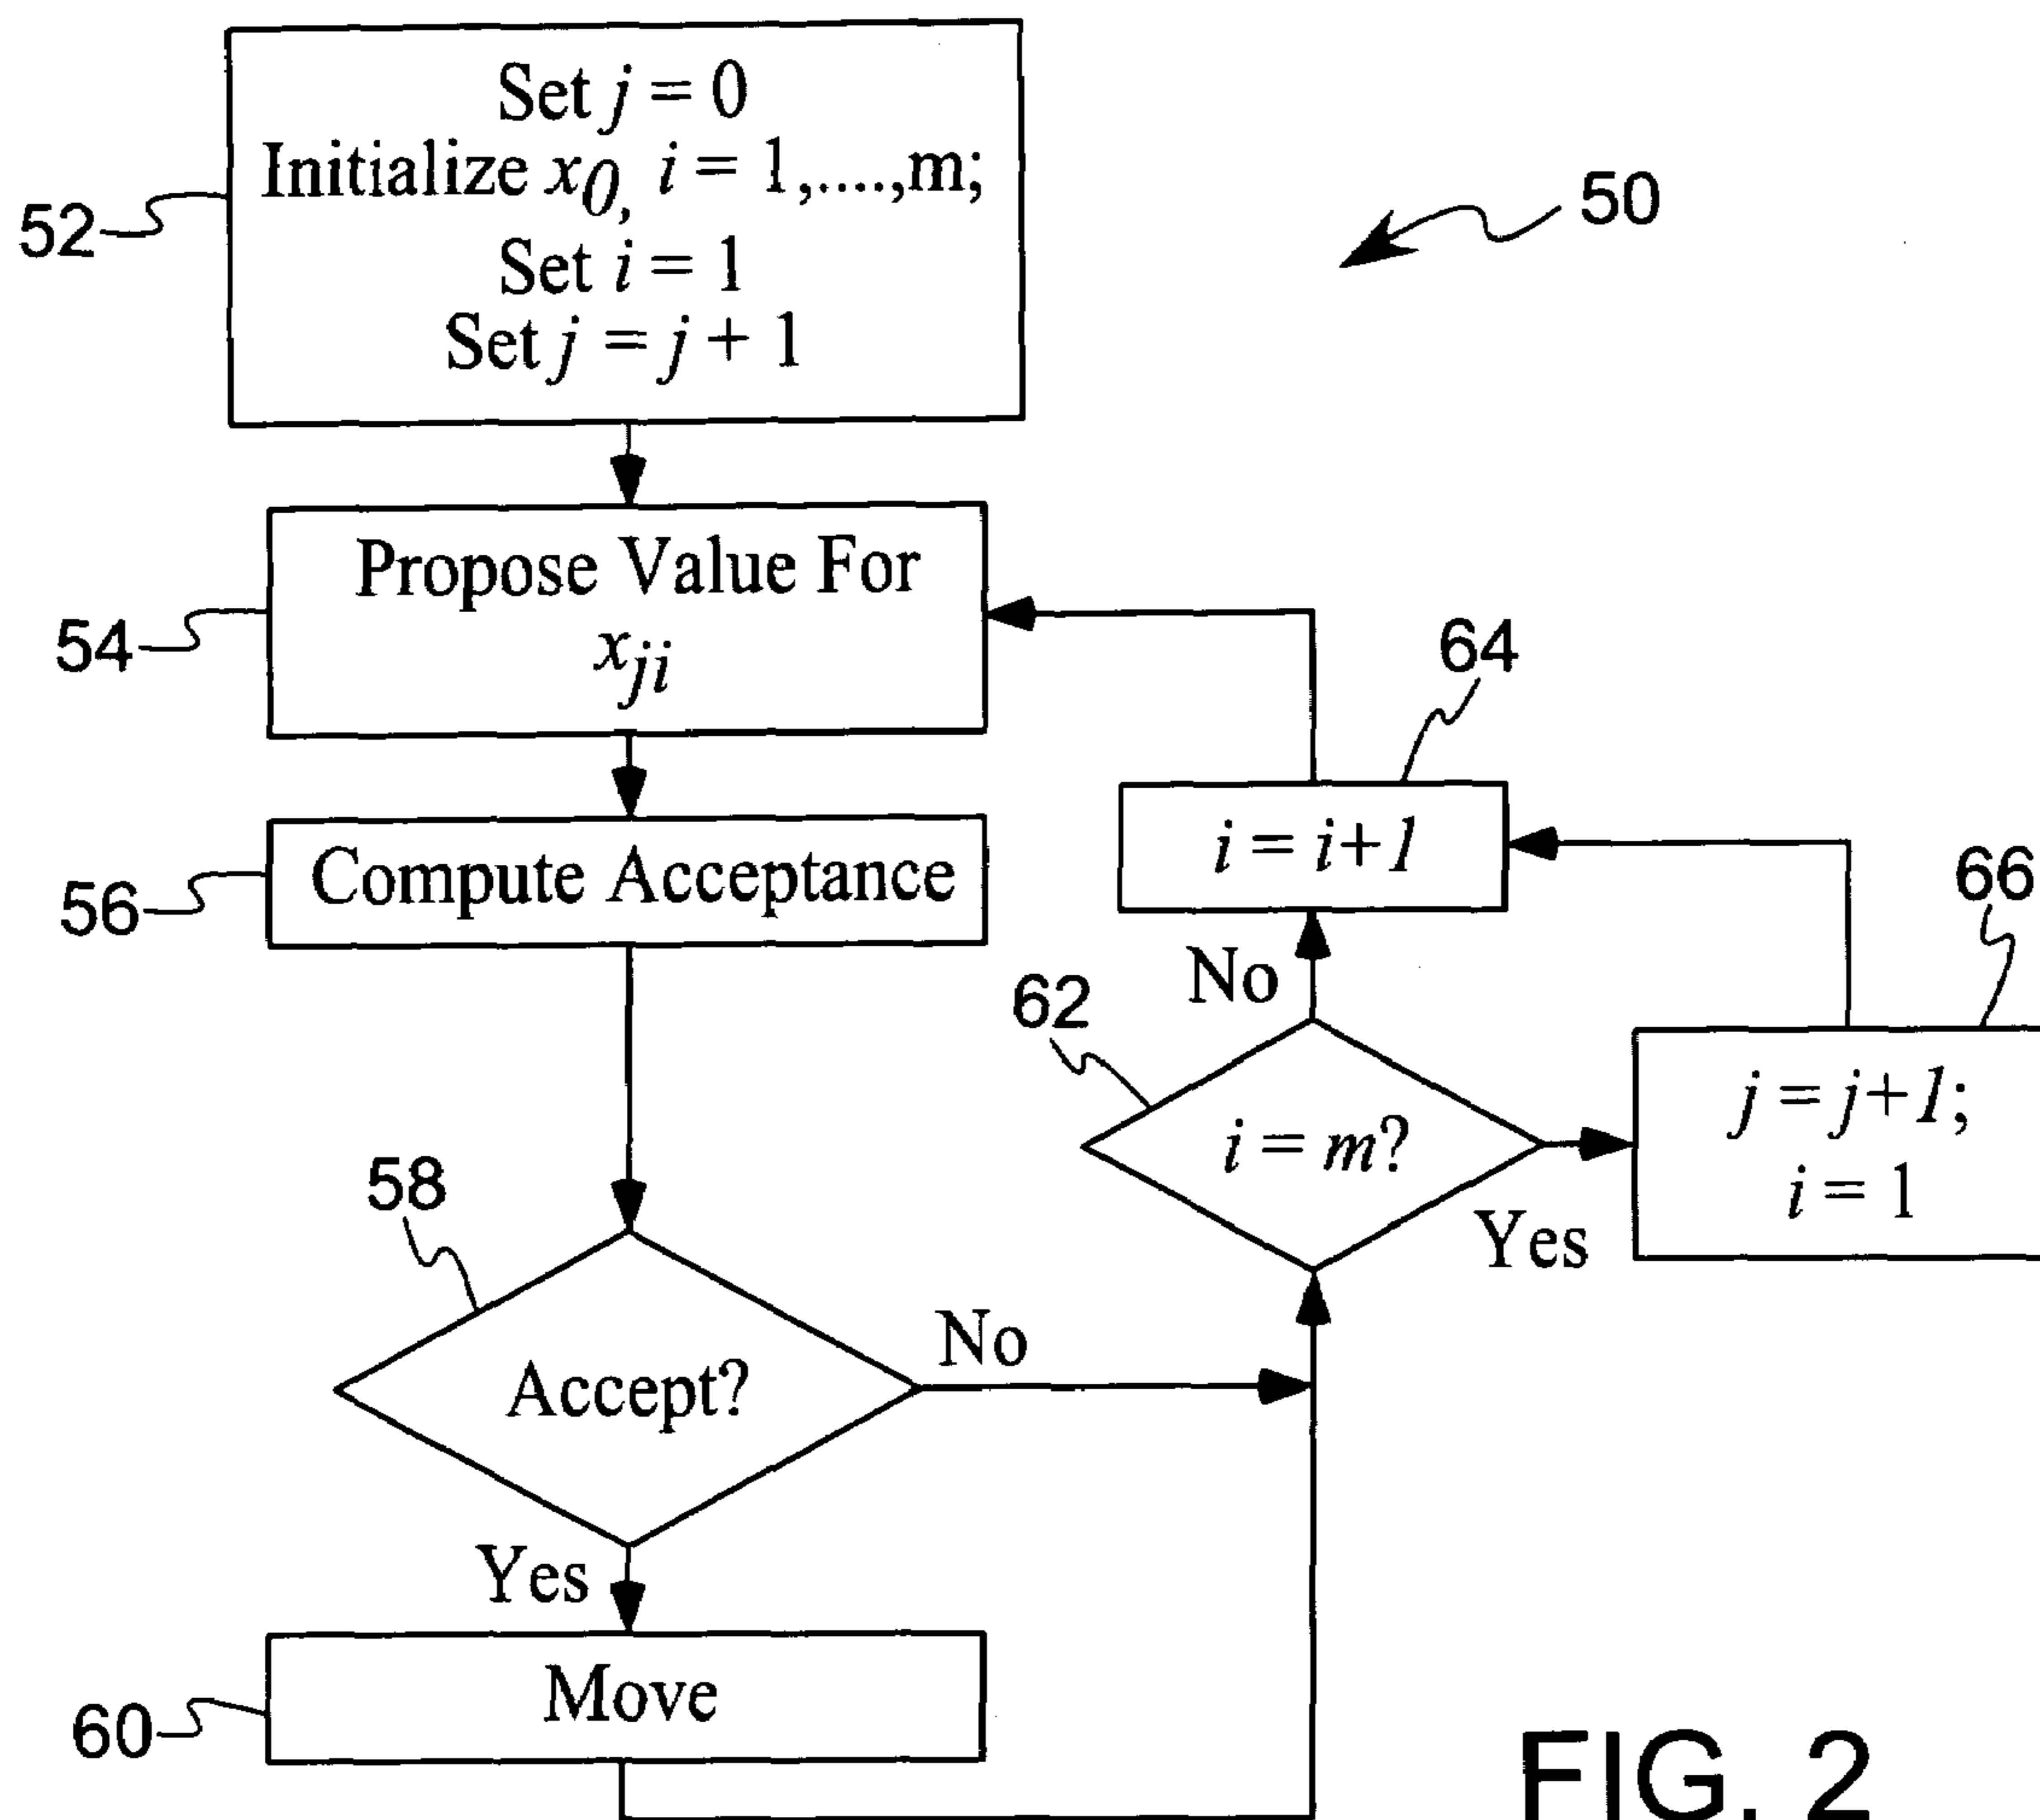 Set j = 0
Initialize x0, i = 1,....,m;
Set i = 1
Set j = j + 1
52
50
Propose Value For
xji
54
64
Compute Acceptance
56
i = i+1
66
No
62
i = m?
j = j+1;
i = 1
Yes
58
Accept?
No
Yes
Move
60
FIG. 2